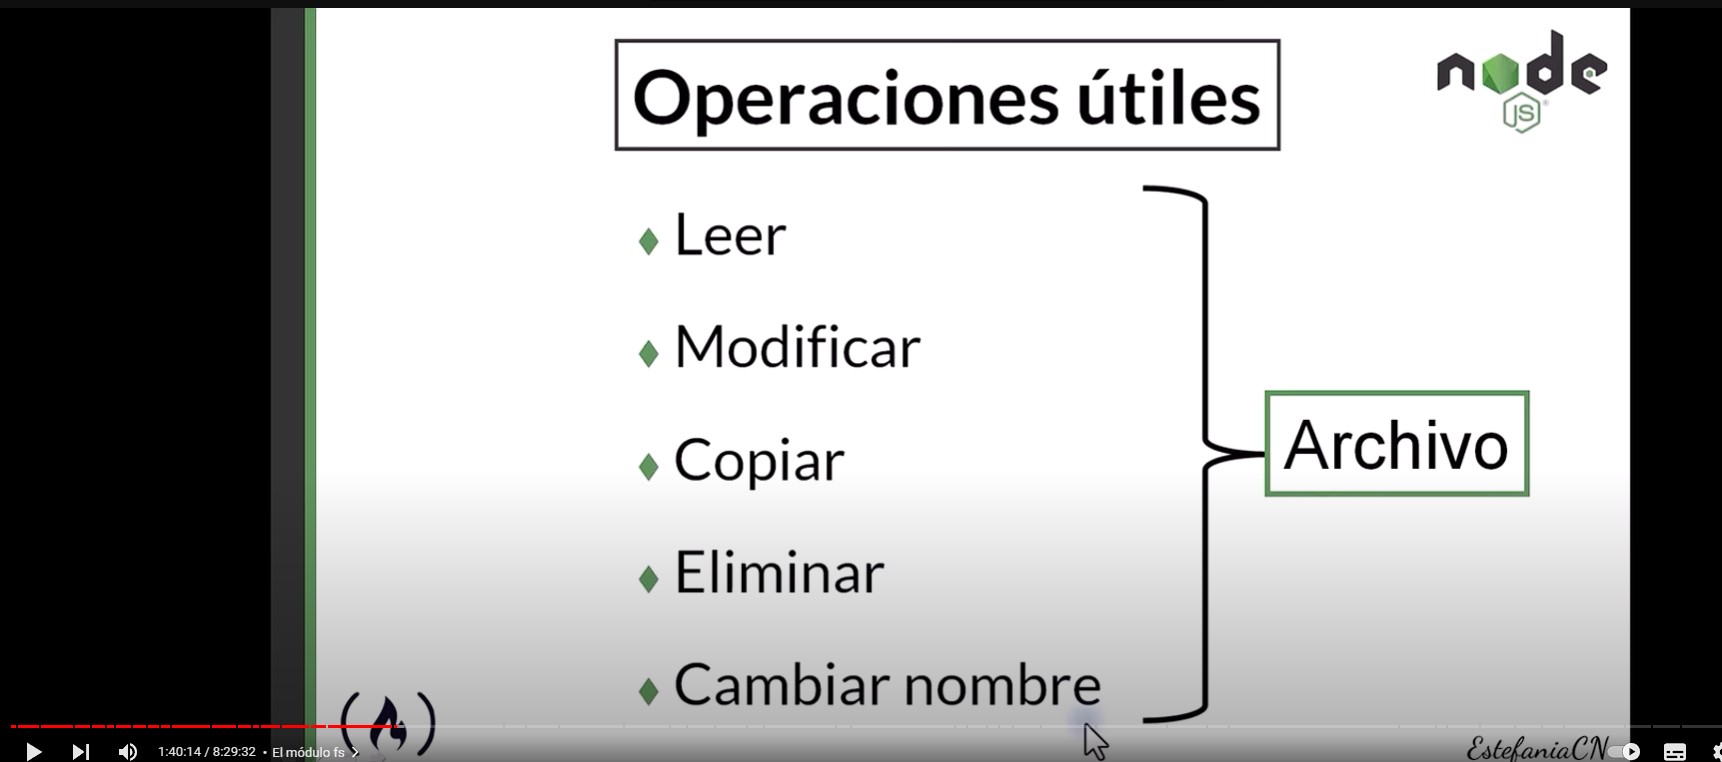 Operaciones útiles
node
JS
Leer
Modificar
Copiar
Eliminar
Cambiar nombre
Archivo
1:40:14 / 8:29:32 • El módulo fs
EstefaniaCN